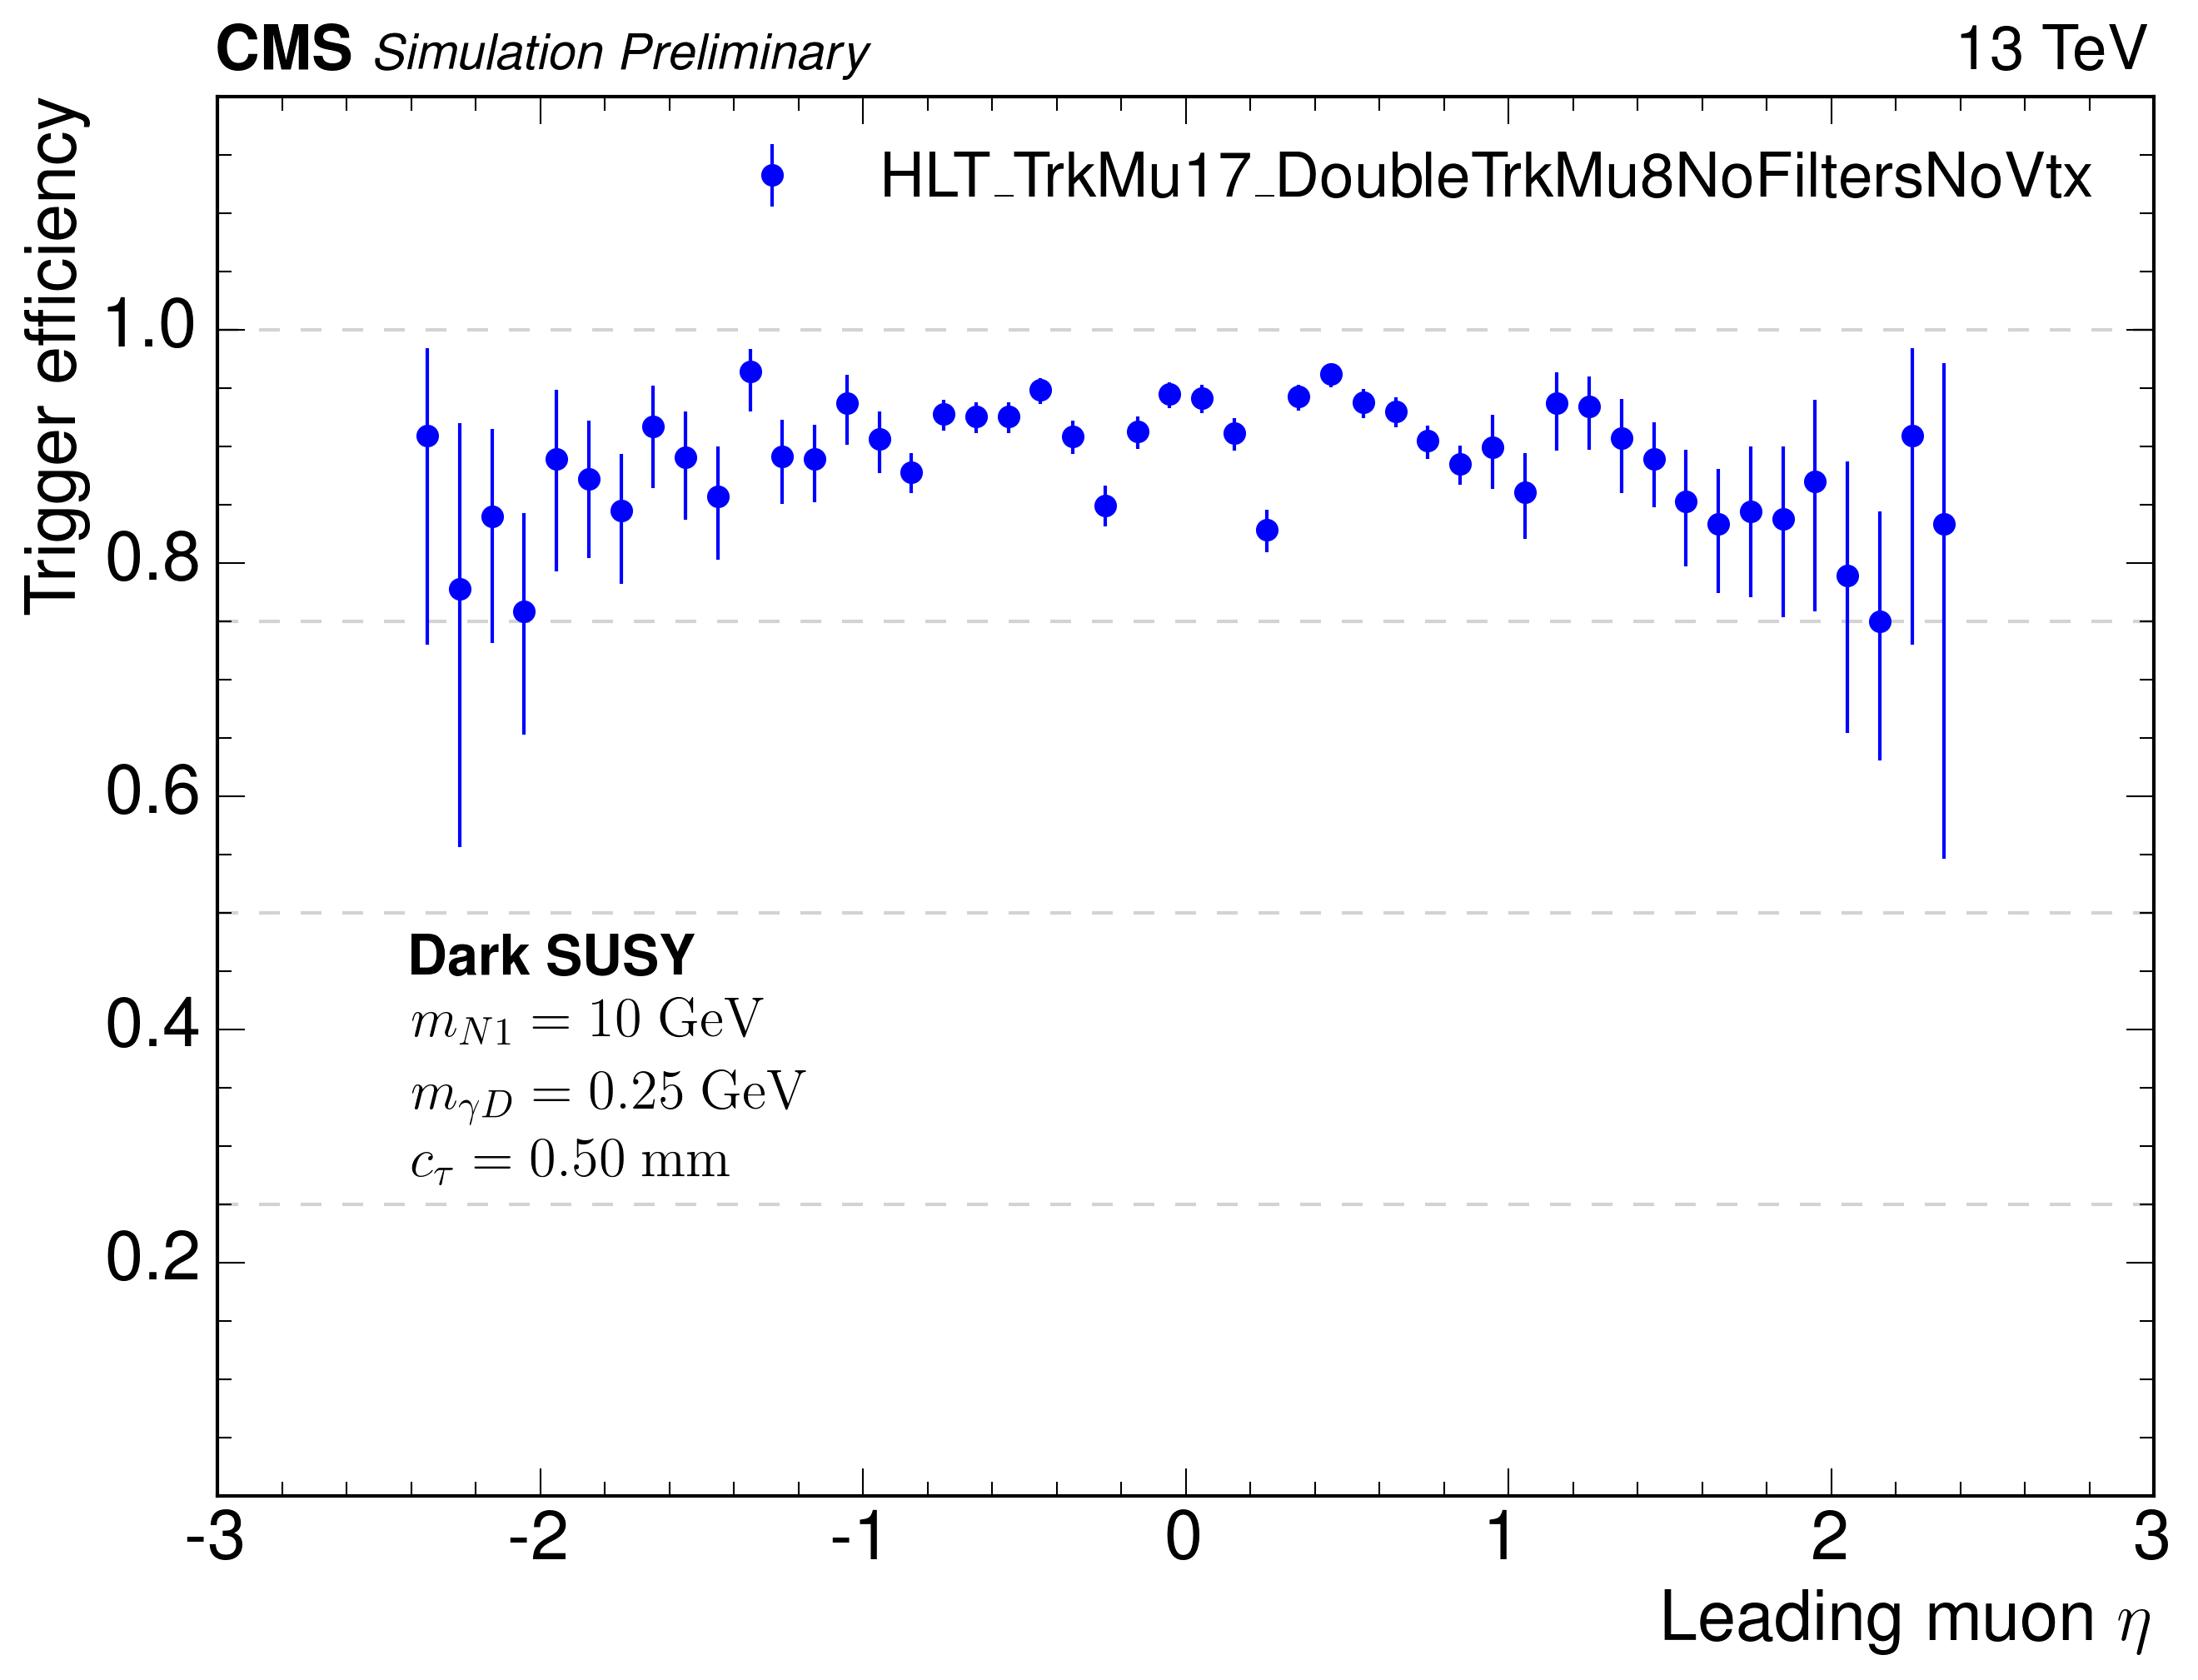 CMS Simulation Preliminary 13 TeV
HLT_TrkMu17_DoubleTrkMu8NoFiltersNoVtx
Trigger efficiency
1.0
0.8
0.6
0.4
0.2
Dark SUSY
m_{N1} = 10 GeV
m_{γD} = 0.25 GeV
c_τ = 0.50 mm
-3 -2 -1 0 1 2 3
Leading muon η